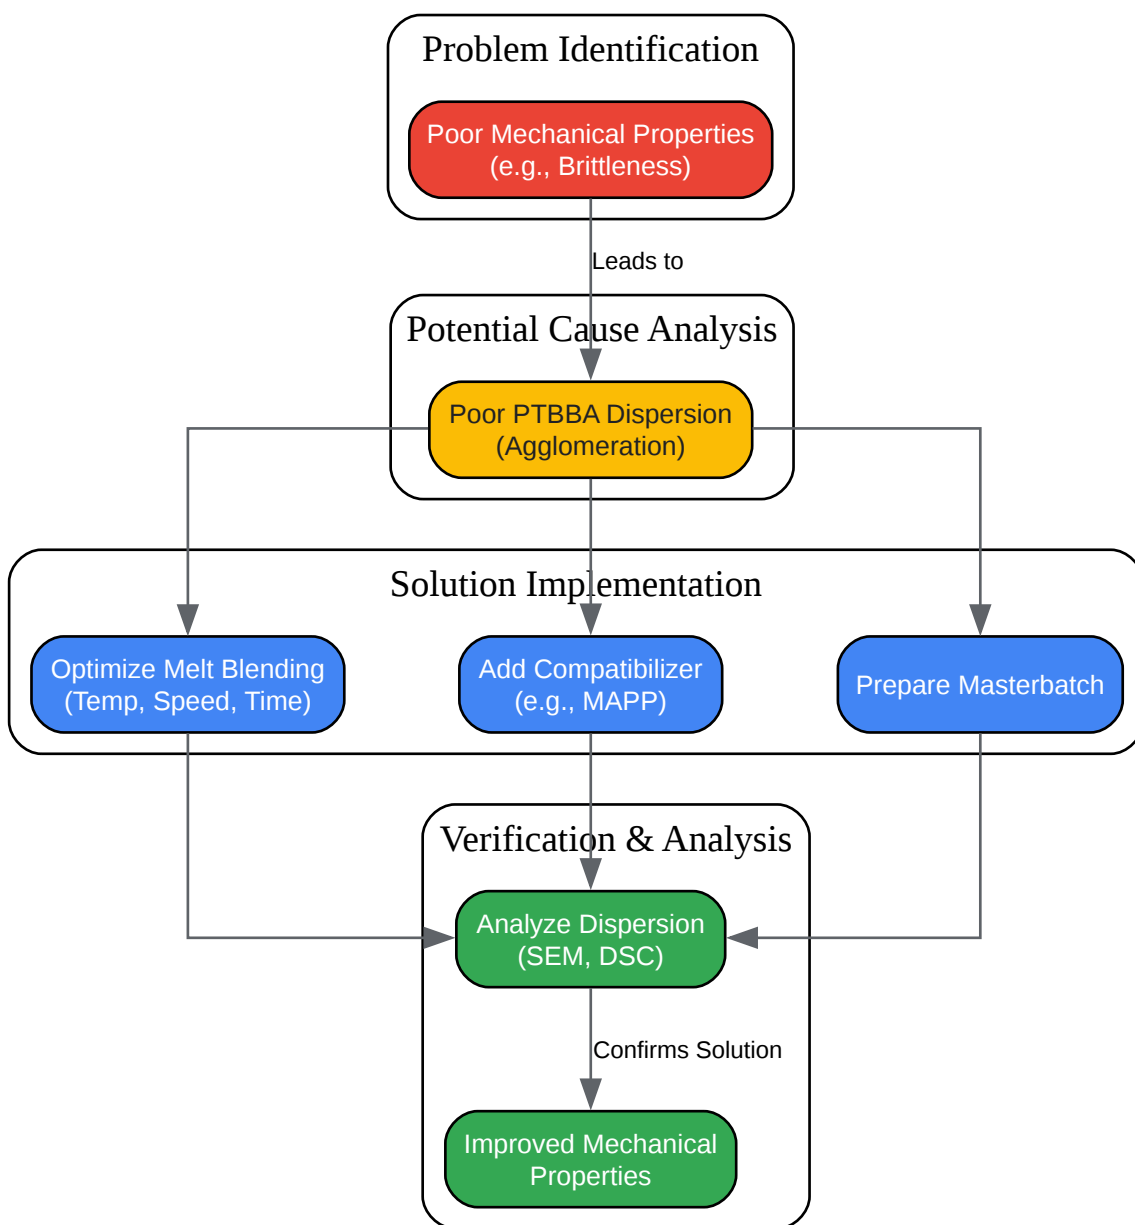 Problem Identification
Poor Mechanical Properties
(e.g., Brittleness)
Leads to
Potential Cause Analysis
Poor PTBBA Dispersion
(Agglomeration)
Solution Implementation
Optimize Melt Blending
(Temp, Speed, Time)
Add Compatibilizer
(e.g., MAPP)
Prepare Masterbatch
Verification & Analysis
Analyze Dispersion
(SEM, DSC)
Confirms Solution
Improved Mechanical
Properties